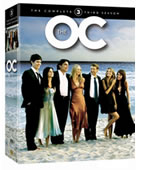 THE COMPLETE 3 THIRD SEASON
THE OC